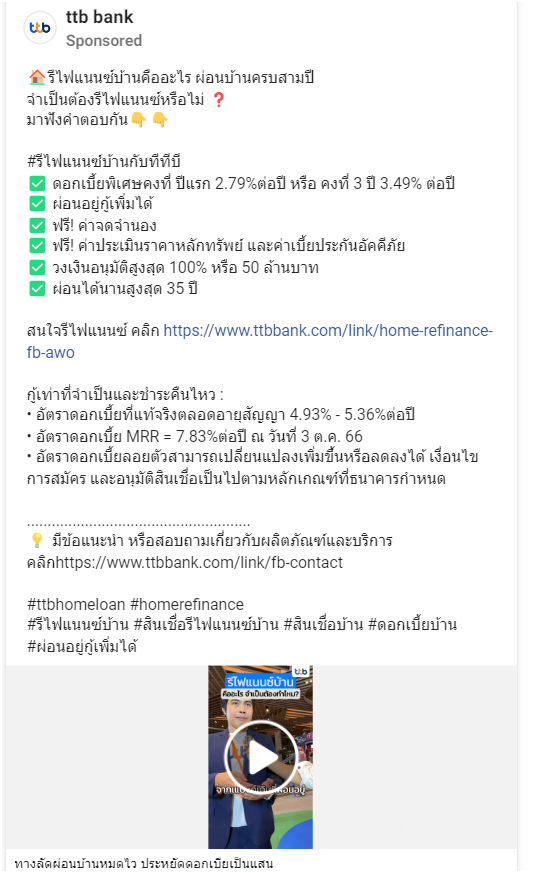 ttb
ttb bank
Sponsored
🏠รีไฟแนนซ์บ้านคืออะไร ผ่อนบ้านครบสามปี
จำเป็นต้องรีไฟแนนซ์หรือไม่ ❓
มาฟังคำตอบกัน👇 👇
#รีไฟแนนซ์บ้านกับทีทีบี
✅ ดอกเบี้ยพิเศษคงที่ ปีแรก 2.79%ต่อปี หรือ คงที่ 3 ปี 3.49% ต่อปี
✅ ผ่อนอยู่กู้เพิ่มได้
✅ ฟรี! ค่าจดจำนอง
✅ ฟรี! ค่าประเมินราคาหลักทรัพย์ และค่าเบี้ยประกันอัคคีภัย
✅ วงเงินอนุมัติสูงสุด 100% หรือ 50 ล้านบาท
✅ ผ่อนได้นานสูงสุด 35 ปี
สนใจรีไฟแนนซ์ คลิก https://www.ttbbank.com/link/home-refinance-
fb-awo
กู้เท่าที่จำเป็นและชำระคืนไหว :
• อัตราดอกเบี้ยที่แท้จริงตลอดอายุสัญญา 4.93% - 5.36%ต่อปี
• อัตราดอกเบี้ย MRR = 7.83%ต่อปี ณ วันที่ 3 ต.ค. 66
• อัตราดอกเบี้ยลอยตัวสามารถเปลี่ยนแปลงเพิ่มขึ้นหรือลดลงได้ เงื่อนไข
การสมัคร และอนุมัติสินเชื่อเป็นไปตามหลักเกณฑ์ที่ธนาคารกำหนด
......................................................
💡 มีข้อแนะนำ หรือสอบถามเกี่ยวกับผลิตภัณฑ์และบริการ
คลิกhttps://www.ttbbank.com/link/fb-contact
#ttbhomeloan #homerefinance
#รีไฟแนนซ์บ้าน #สินเชื่อรีไฟแนนซ์บ้าน #สินเชื่อบ้าน #ดอกเบี้ยบ้าน
#ผ่อนอยู่กู้เพิ่มได้
ttb
รีไฟแนนซ์บ้าน
คืออะไร จำเป็นต้องทำไหม?
ทางลัดผ่อนบ้านหมดไว ประหยัดดอกเบี้ยเป็นแสน